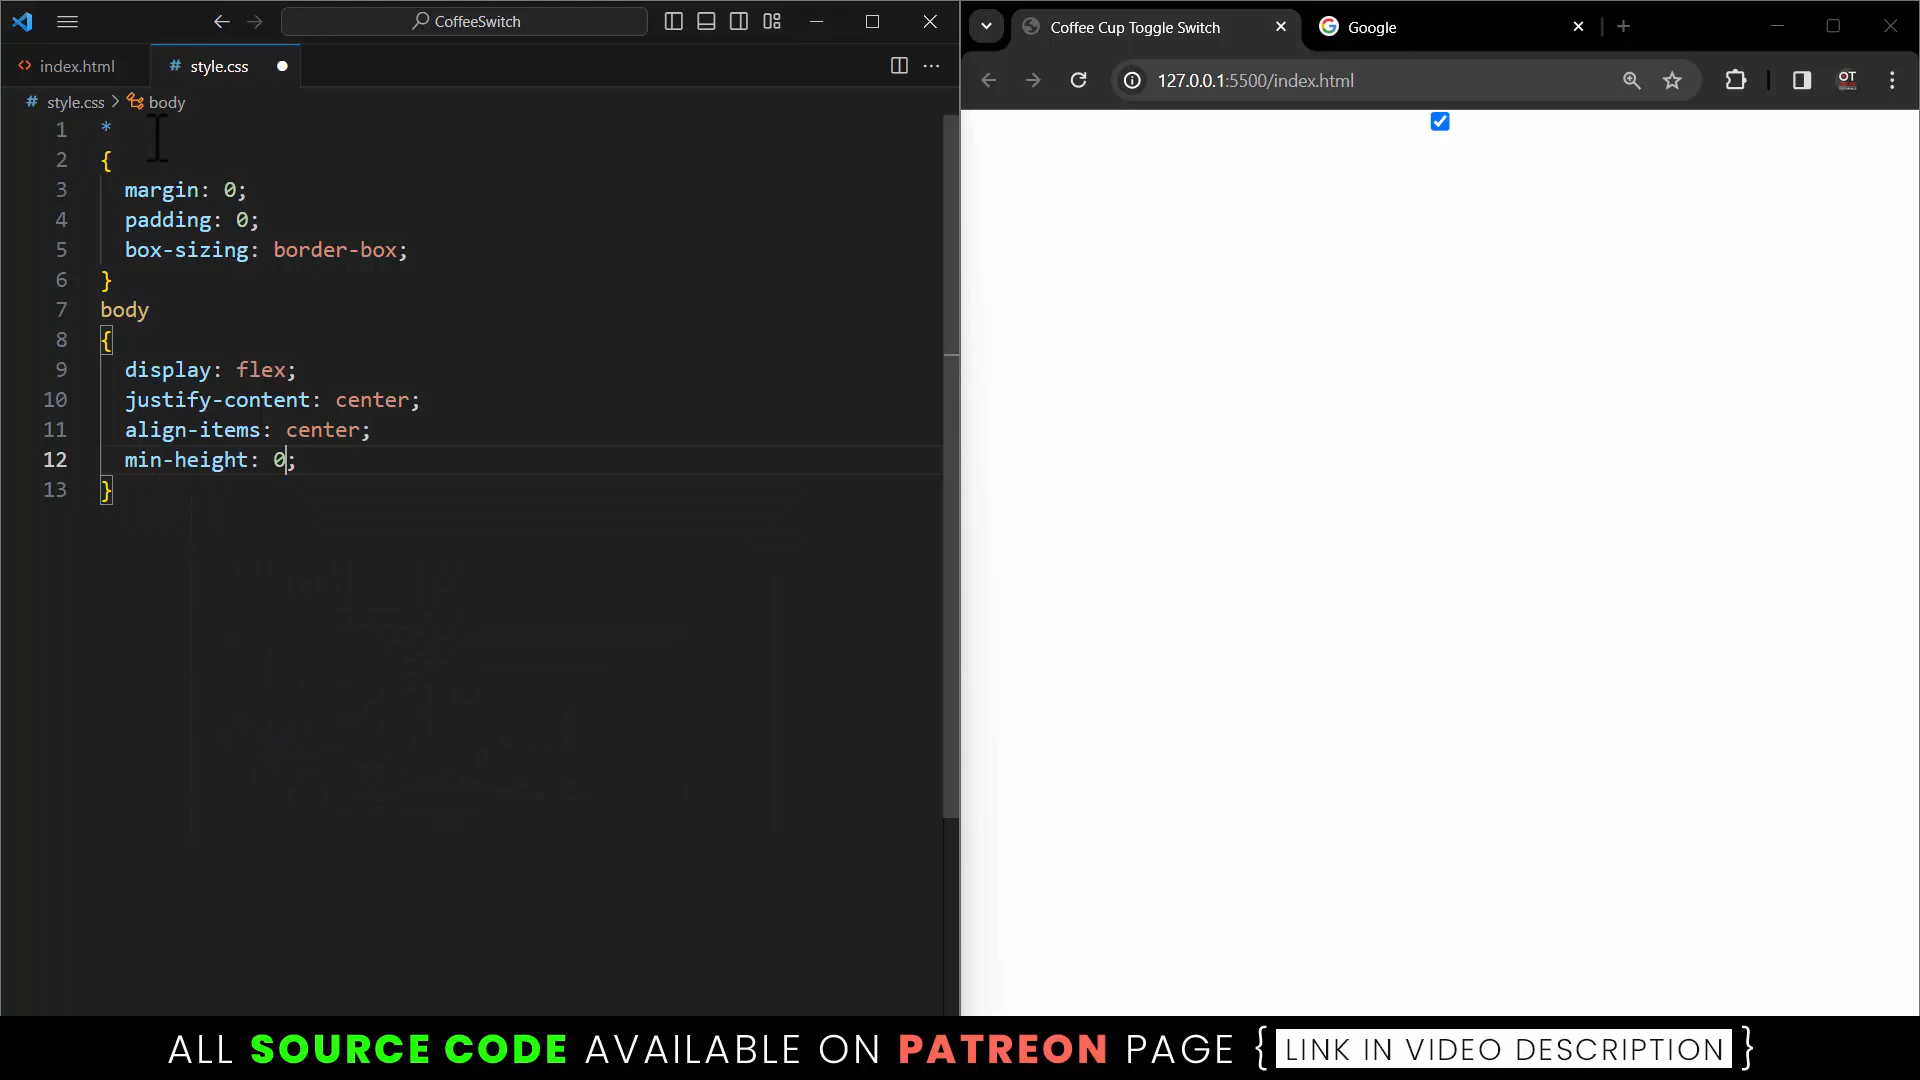 CoffeeSwitch
index.html
# style.css
# style.css > body
1 *
2 {
3 margin: 0;
4 padding: 0;
5 box-sizing: border-box;
6 }
7 body
8 {
9 display: flex;
10 justify-content: center;
11 align-items: center;
12 min-height: 0;
13 }
Coffee Cup Toggle Switch
Google
127.0.0.1:5500/index.html
OT
ALL SOURCE CODE AVAILABLE ON PATREON PAGE { LINK IN VIDEO DESCRIPTION }